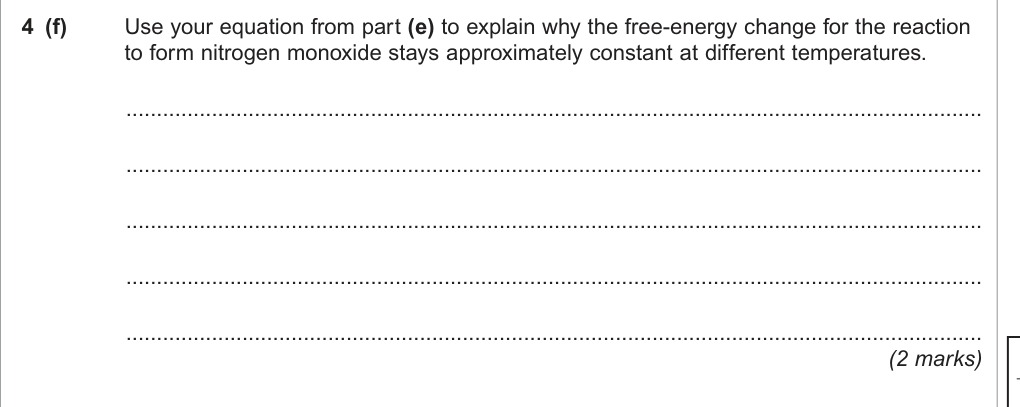 4 (f) Use your equation from part (e) to explain why the free-energy change for the reaction
to form nitrogen monoxide stays approximately constant at different temperatures.
....................................................................................................................................................
....................................................................................................................................................
....................................................................................................................................................
....................................................................................................................................................
....................................................................................................................................................
(2 marks)